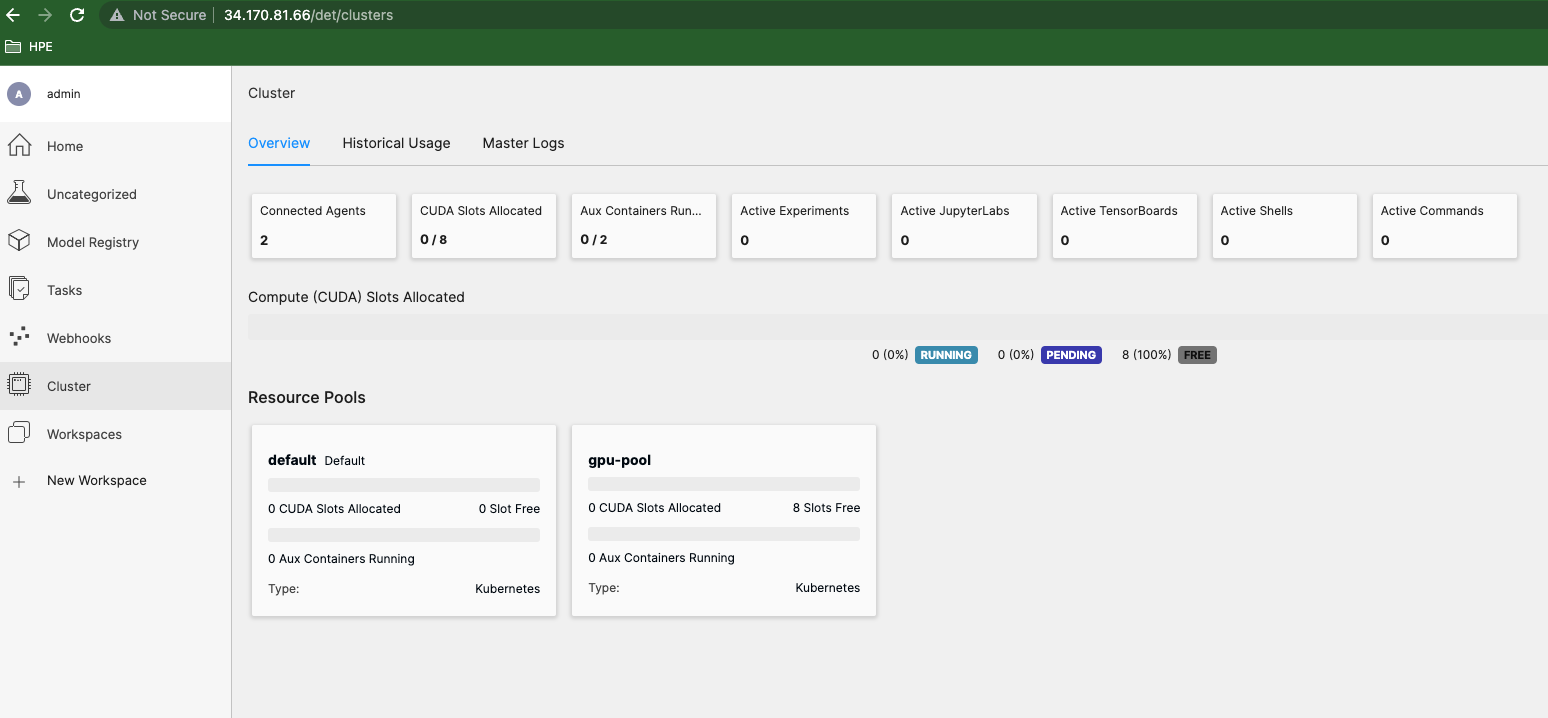 Not Secure 34.170.81.66/det/clusters
HPE
A admin
Home
Uncategorized
Model Registry
Tasks
Webhooks
Cluster
Workspaces
New Workspace
Cluster
Overview Historical Usage Master Logs
Connected Agents
2
CUDA Slots Allocated
0 / 8
Aux Containers Run...
0 / 2
Active Experiments
0
Active JupyterLabs
0
Active TensorBoards
0
Active Shells
0
Active Commands
0
Compute (CUDA) Slots Allocated
0 (0%) RUNNING 0 (0%) PENDING 8 (100%) FREE
Resource Pools
default Default
0 CUDA Slots Allocated 0 Slot Free
0 Aux Containers Running
Type: Kubernetes
gpu-pool
0 CUDA Slots Allocated 8 Slots Free
0 Aux Containers Running
Type: Kubernetes